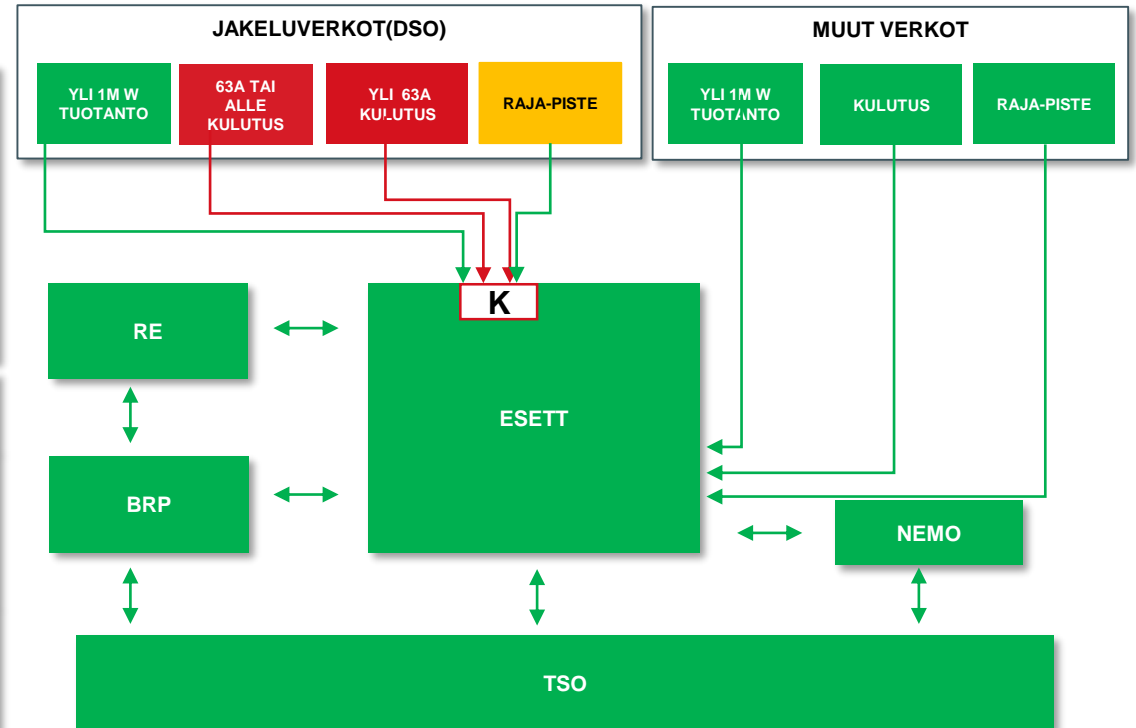 JAKELUVERKOT(DSO)
MUUT VERKOT
YLI 1M W
TUOTANTO
63A TAI
ALLE
KULUTUS
YLI 63A
KULUTUS
RAJA-PISTE
YLI 1M W
TUOTANTO
KULUTUS
RAJA-PISTE
K
RE
ESETT
BRP
NEMO
TSO